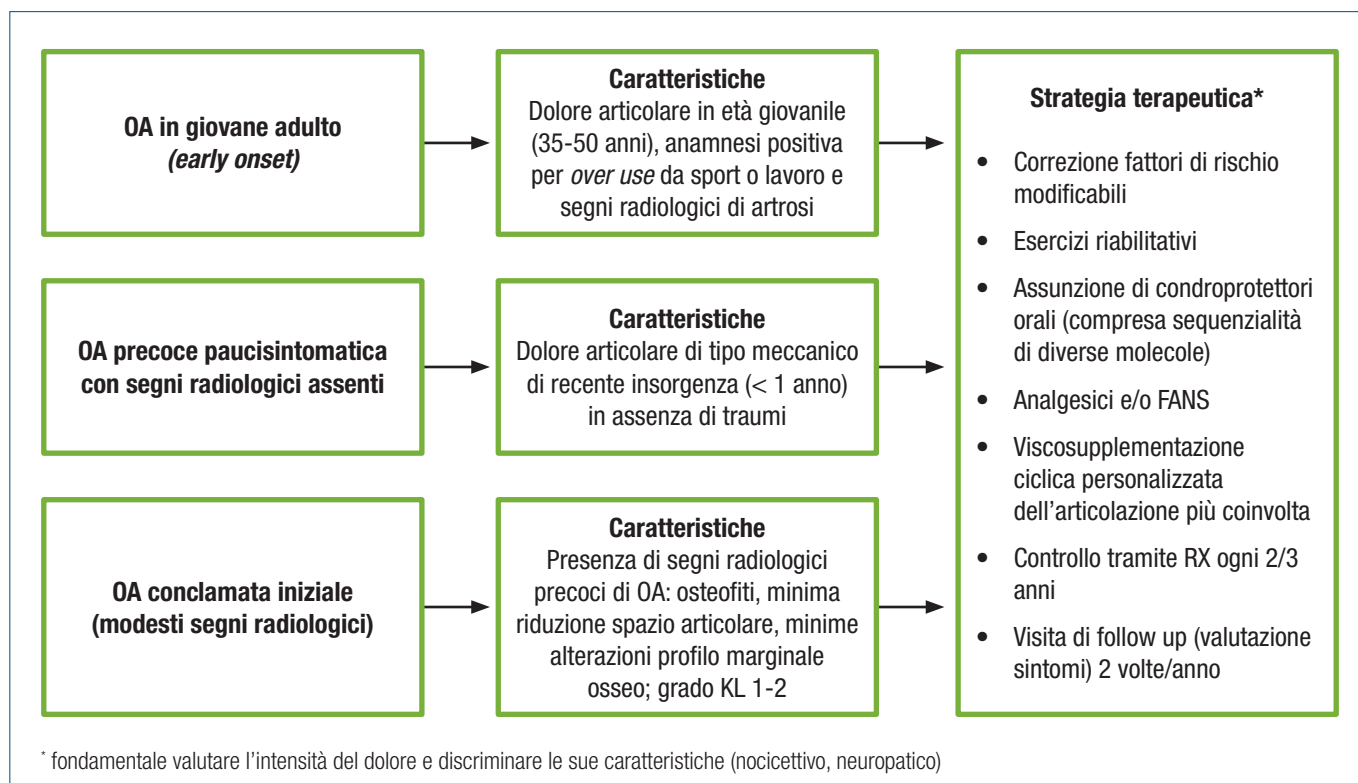 OA in giovane adulto
(early onset)
Caratteristiche
Dolore articolare in età giovanile
(35-50 anni), anamnesi positiva
per over use da sport o lavoro e
segni radiologici di artrosi
OA precoce paucisintomatica
con segni radiologici assenti
Caratteristiche
Dolore articolare di tipo meccanico
di recente insorgenza (< 1 anno)
in assenza di traumi
OA conclamata iniziale
(modesti segni radiologici)
Caratteristiche
Presenza di segni radiologici
precoci di OA: osteofiti, minima
riduzione spazio articolare, minime
alterazioni profilo marginale
osseo; grado KL 1-2
Strategia terapeutica*
• Correzione fattori di rischio
modificabili
• Esercizi riabilitativi
• Assunzione di condroprotettori
orali (compresa sequenzialità
di diverse molecole)
• Analgesici e/o FANS
• Viscosupplementazione
ciclica personalizzata
dell’articolazione più coinvolta
• Controllo tramite RX ogni 2/3
anni
• Visita di follow up (valutazione
sintomi) 2 volte/anno
* fondamentale valutare l’intensità del dolore e discriminare le sue caratteristiche (nocicettivo, neuropatico)